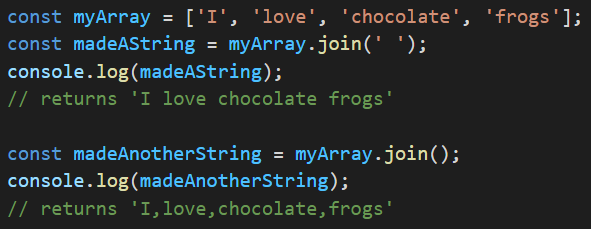 const myArray = ['I', 'love', 'chocolate', 'frogs'];
const madeAString = myArray.join(' ');
console.log(madeAString);
// returns 'I love chocolate frogs'

const madeAnotherString = myArray.join();
console.log(madeAnotherString);
// returns 'I,love,chocolate,frogs'